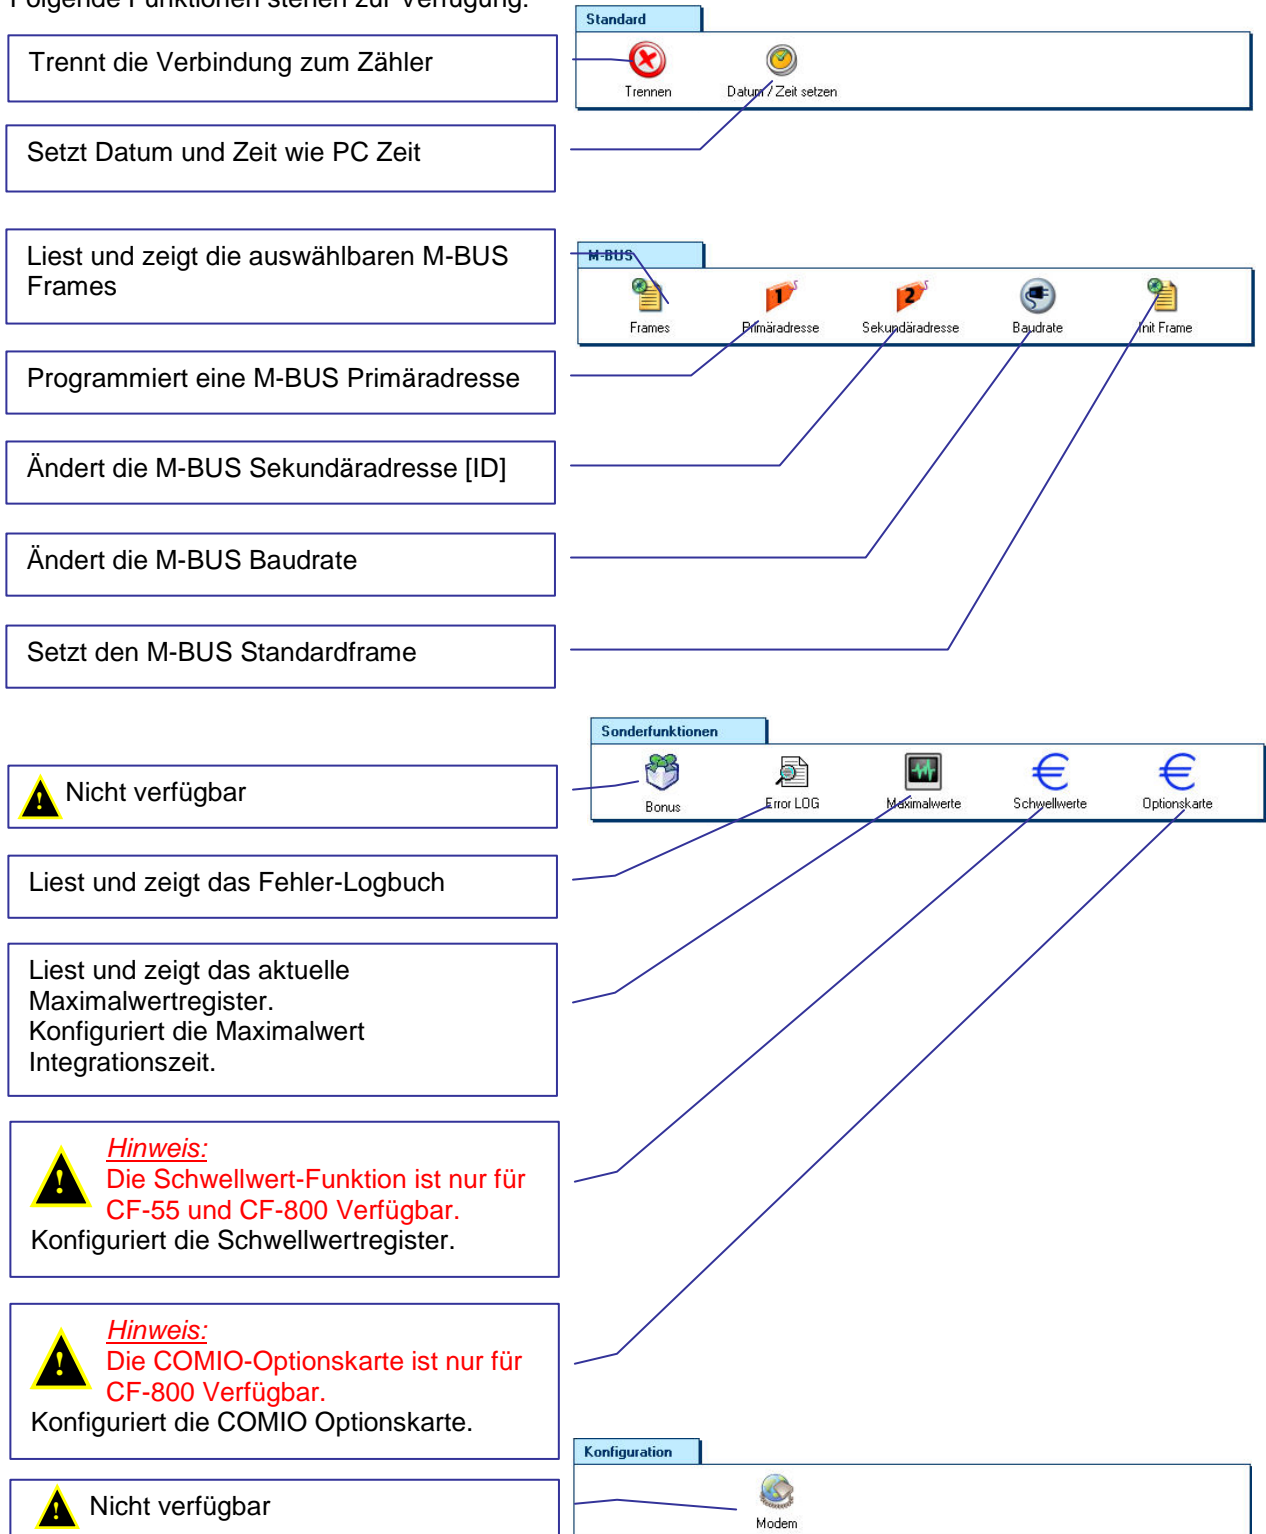 Folgende Funktionen stehen zur Verfügung:
Standard
Trennt die Verbindung zum Zähler
Trennen
Datum / Zeit setzen
Setzt Datum und Zeit wie PC Zeit
Liest und zeigt die auswählbaren M-BUS
Frames
M-BUS
Frames
Primäradresse
Sekundäradresse
Baudrate
Init Frame
Programmiert eine M-BUS Primäradresse
Ändert die M-BUS Sekundäradresse [ID]
Ändert die M-BUS Baudrate
Setzt den M-BUS Standardframe
Sonderfunktionen
Bonus
Error LOG
Maximalwerte
Schwellwerte
Optionskarte
Nicht verfügbar
Liest und zeigt das Fehler-Logbuch
Liest und zeigt das aktuelle
Maximalwertregister.
Konfiguriert die Maximalwert
Integrationszeit.
Hinweis:
Die Schwellwert-Funktion ist nur für
CF-55 und CF-800 Verfügbar.
Konfiguriert die Schwellwertregister.
Hinweis:
Die COMIO-Optionskarte ist nur für
CF-800 Verfügbar.
Konfiguriert die COMIO Optionskarte.
Konfiguration
Nicht verfügbar
Modem